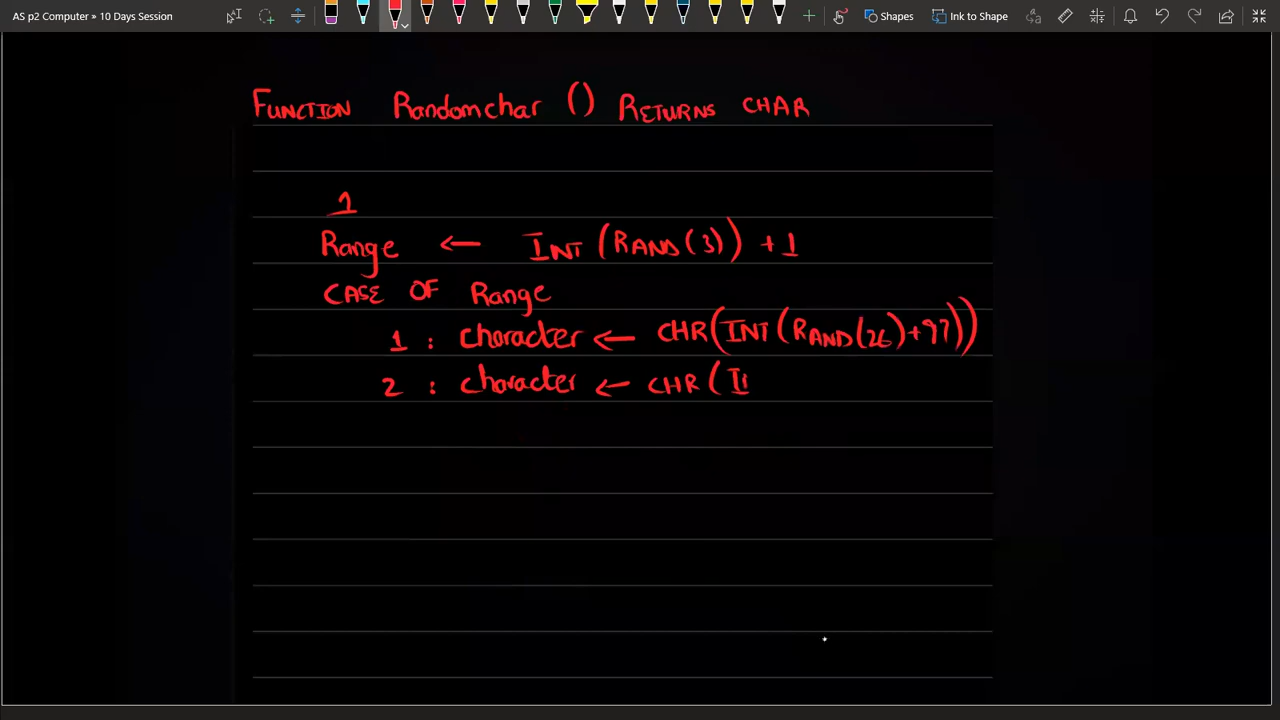 AS p2 Computer » 10 Days Session
Shapes
Ink to Shape
FUNCTION Randomchar () RETURNS CHAR
1
Range ← INT (RAND(3)) + 1
CASE OF Range
1 : character ← CHR(INT(RAND(26)+97))
2 : character ← CHR (I